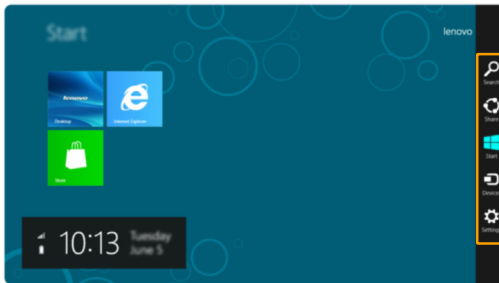 Start
lenovo
Desktop
Internet Explorer
Store
Search
Share
Start
Devices
Settings
10:13
Tuesday
June 5